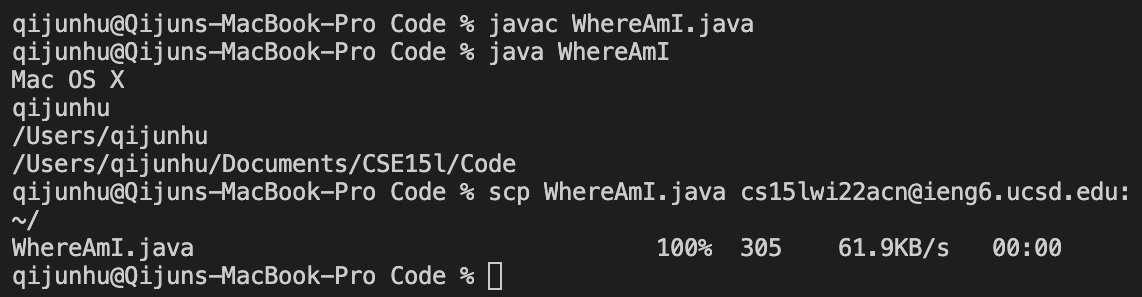 qijunhu@Qijuns-MacBook-Pro Code % javac WhereAmI.java
qijunhu@Qijuns-MacBook-Pro Code % java WhereAmI
Mac OS X
qijunhu
/Users/qijunhu
/Users/qijunhu/Documents/CSE15l/Code
qijunhu@Qijuns-MacBook-Pro Code % scp WhereAmI.java cs15lwi22acn@ieng6.ucsd.edu:
~/
WhereAmI.java 100% 305 61.9KB/s 00:00
qijunhu@Qijuns-MacBook-Pro Code %